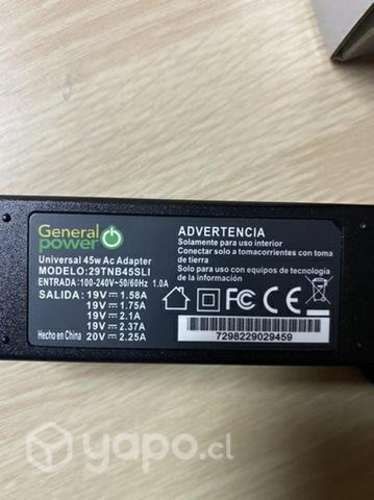 General
power
Universal 45w Ac Adapter
MODELO:29TNB45SLI
ENTRADA:100-240V~50/60Hz 1.0A
SALIDA: 19V⎓1.58A
19V⎓1.75A
19V⎓2.1A
19V⎓2.37A
Hecho en China 20V⎓2.25A
ADVERTENCIA
Solamente para uso interior
Conectar solo a tomacorrientes con toma
de tierra
Solo para uso con equipos de tecnología
de la información
FC CE
7298229029459
yapo.cl